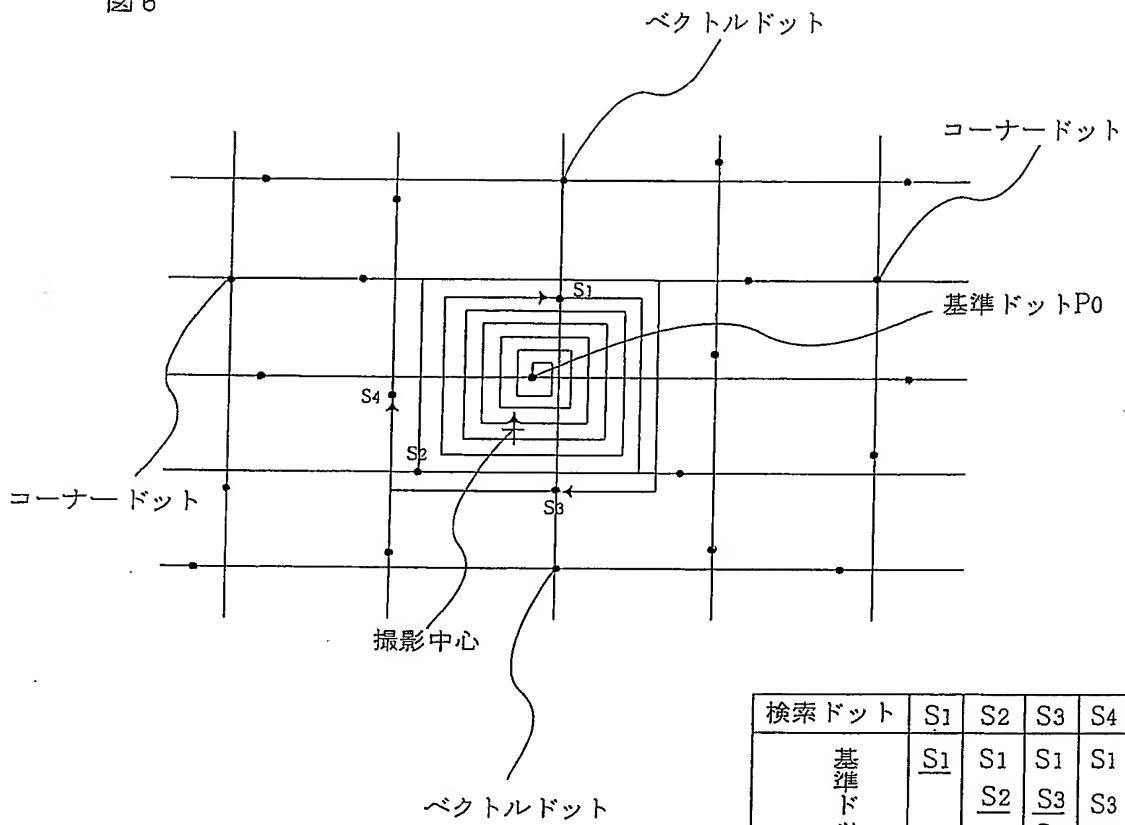 図6
ベクトルドット
コーナードット
S1
基準ドットP0
S4
S2
コーナードット
S3
撮影中心
ベクトルドット
検索ドット S1 S2 S3 S4
基準ド S1 S1 S1 S1
S2 S3 S3